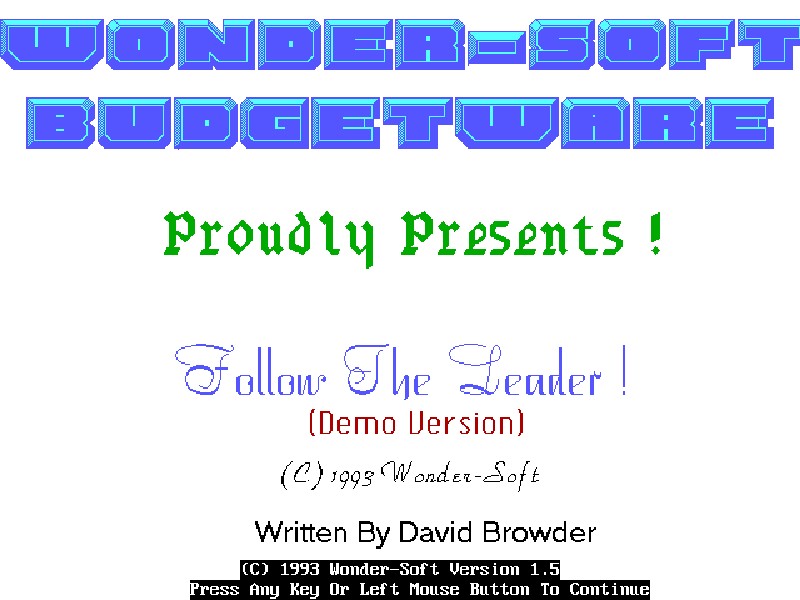 WONDER-SOFT
BUDGETWARE
Proudly Presents !
Follow The Leader !
(Demo Version)
(C) 1993 Wonder-Soft
Written By David Browder
(C) 1993 Wonder-Soft Version 1.5
Press Any Key Or Left Mouse Button To Continue